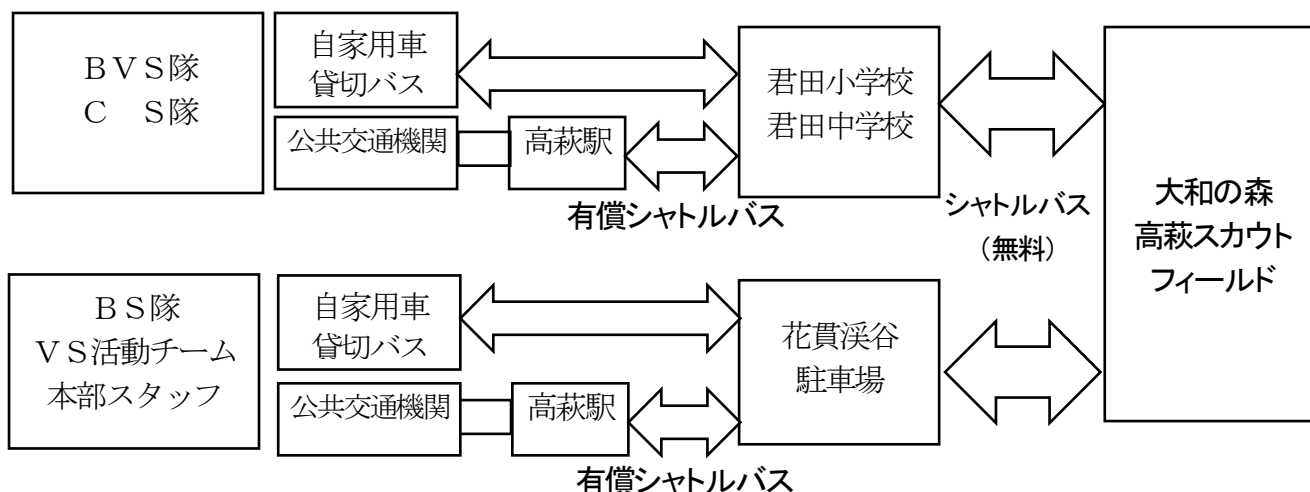 ＢＶＳ隊
Ｃ　Ｓ隊
自家用車
貸切バス
公共交通機関
高萩駅
有償シャトルバス
君田小学校
君田中学校
シャトルバス
（無料）
大和の森
高萩スカウト
フィールド
ＢＳ隊
ＶＳ活動チーム
本部スタッフ
自家用車
貸切バス
公共交通機関
高萩駅
有償シャトルバス
花貫渓谷
駐車場